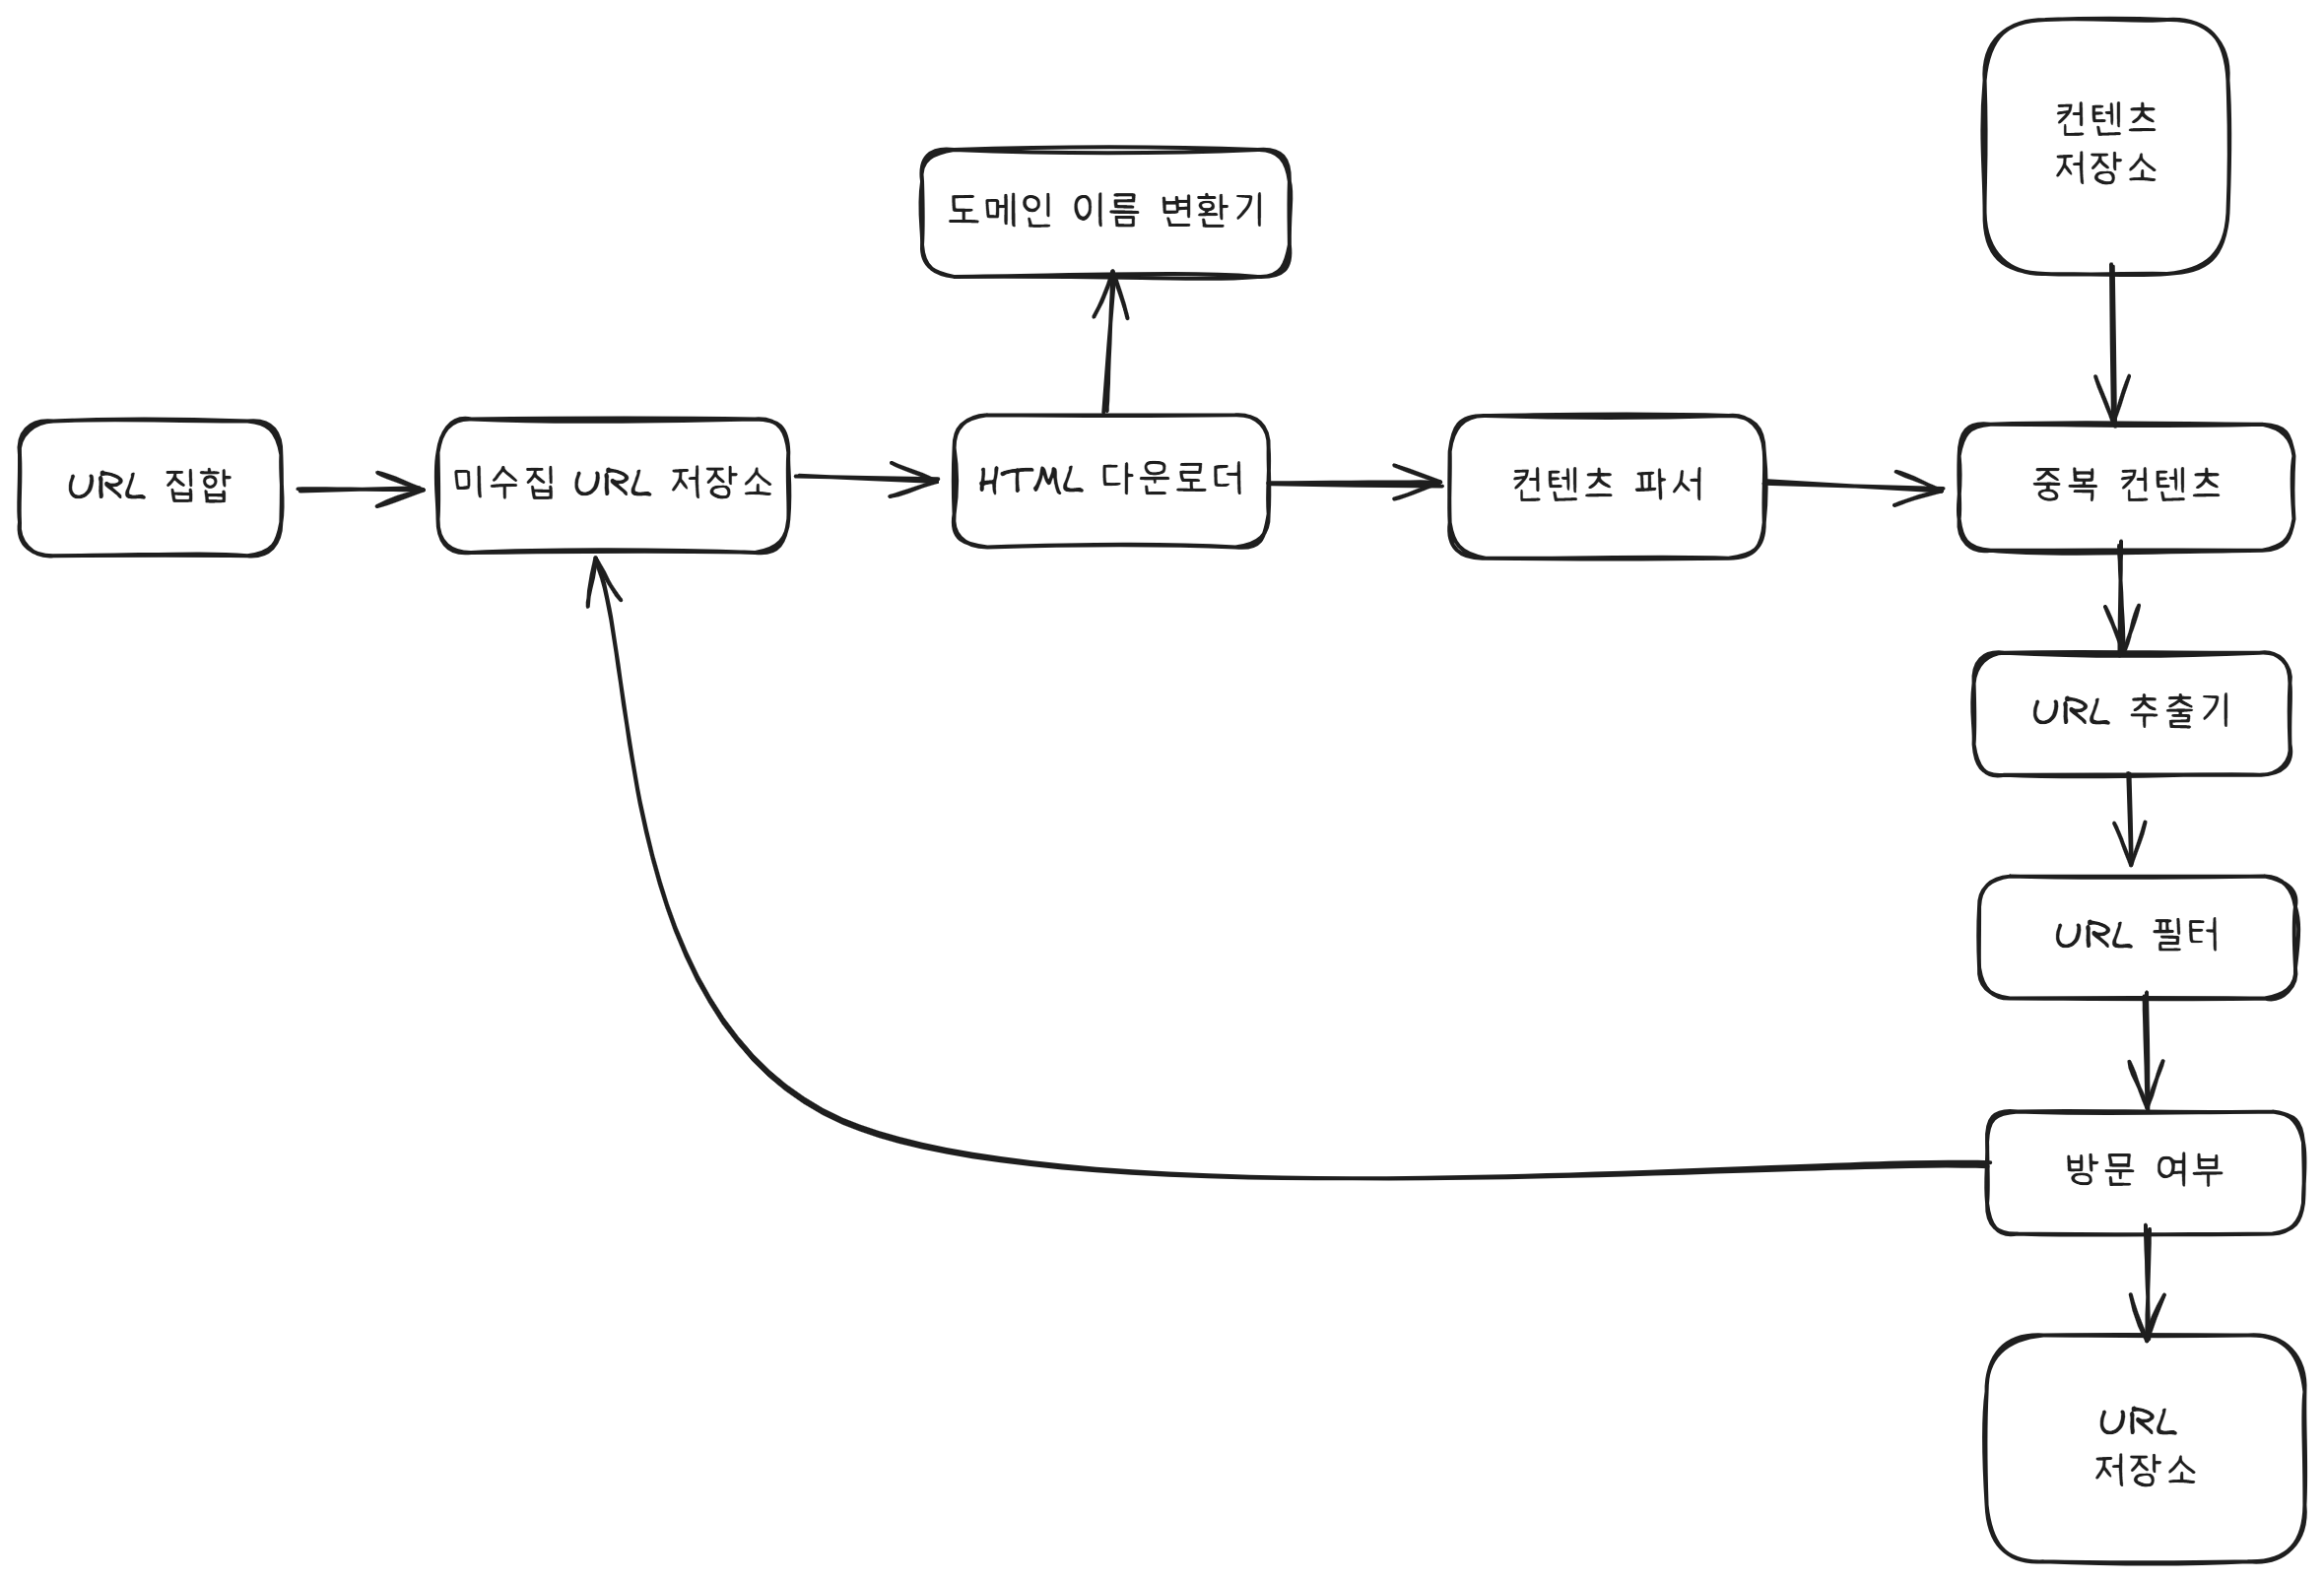 컨텐츠
저장소
도메인 이름 변환기
URL 집합
미수집 URL 저장소
HTML 다운로더
컨텐츠 파서
중복 컨텐츠
URL 추출기
URL 필터
방문 여부
URL
저장소